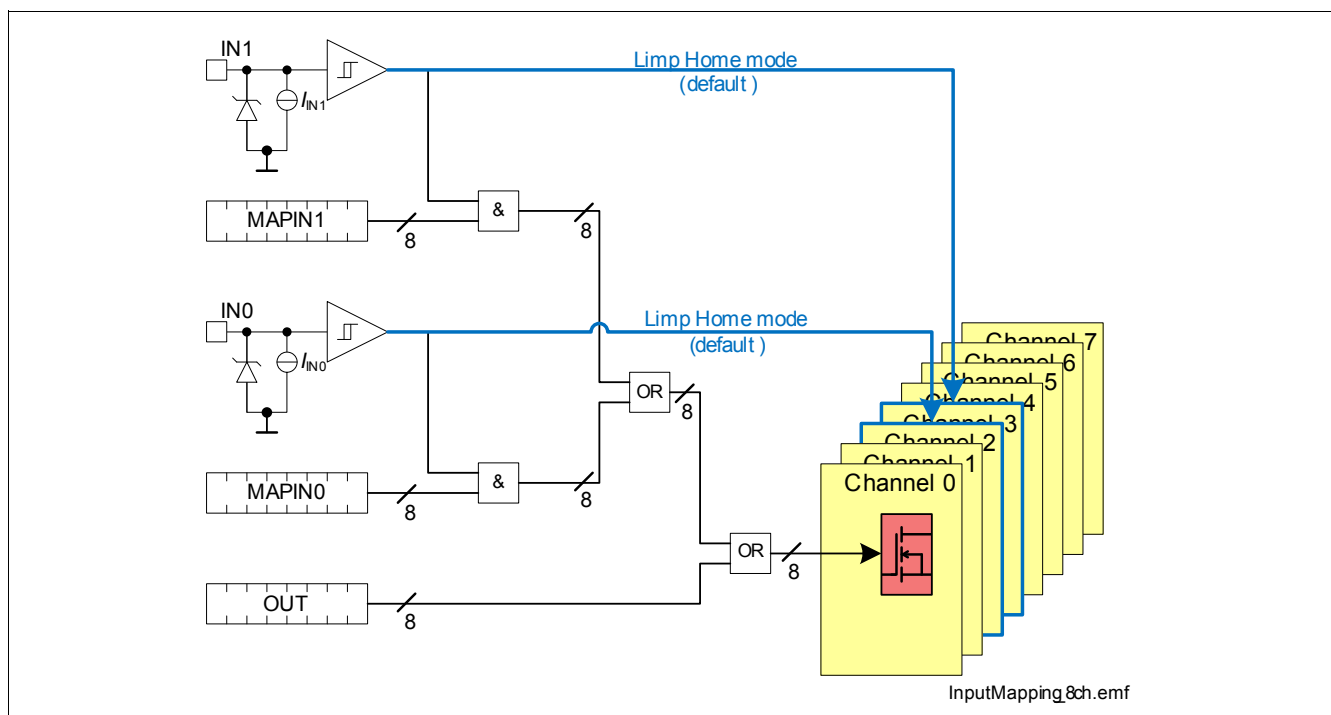 IN1
Limp Home mode
(default )
IIN1
MAPIN1
&
8
8
IN0
Limp Home mode
(default )
IIN0
Channel 7
Channel 6
Channel 5
Channel 4
Channel 3
Channel 2
Channel 1
Channel 0
OR
8
MAPIN0
&
8
8
OR
8
OUT
8
InputMapping_8ch.emf